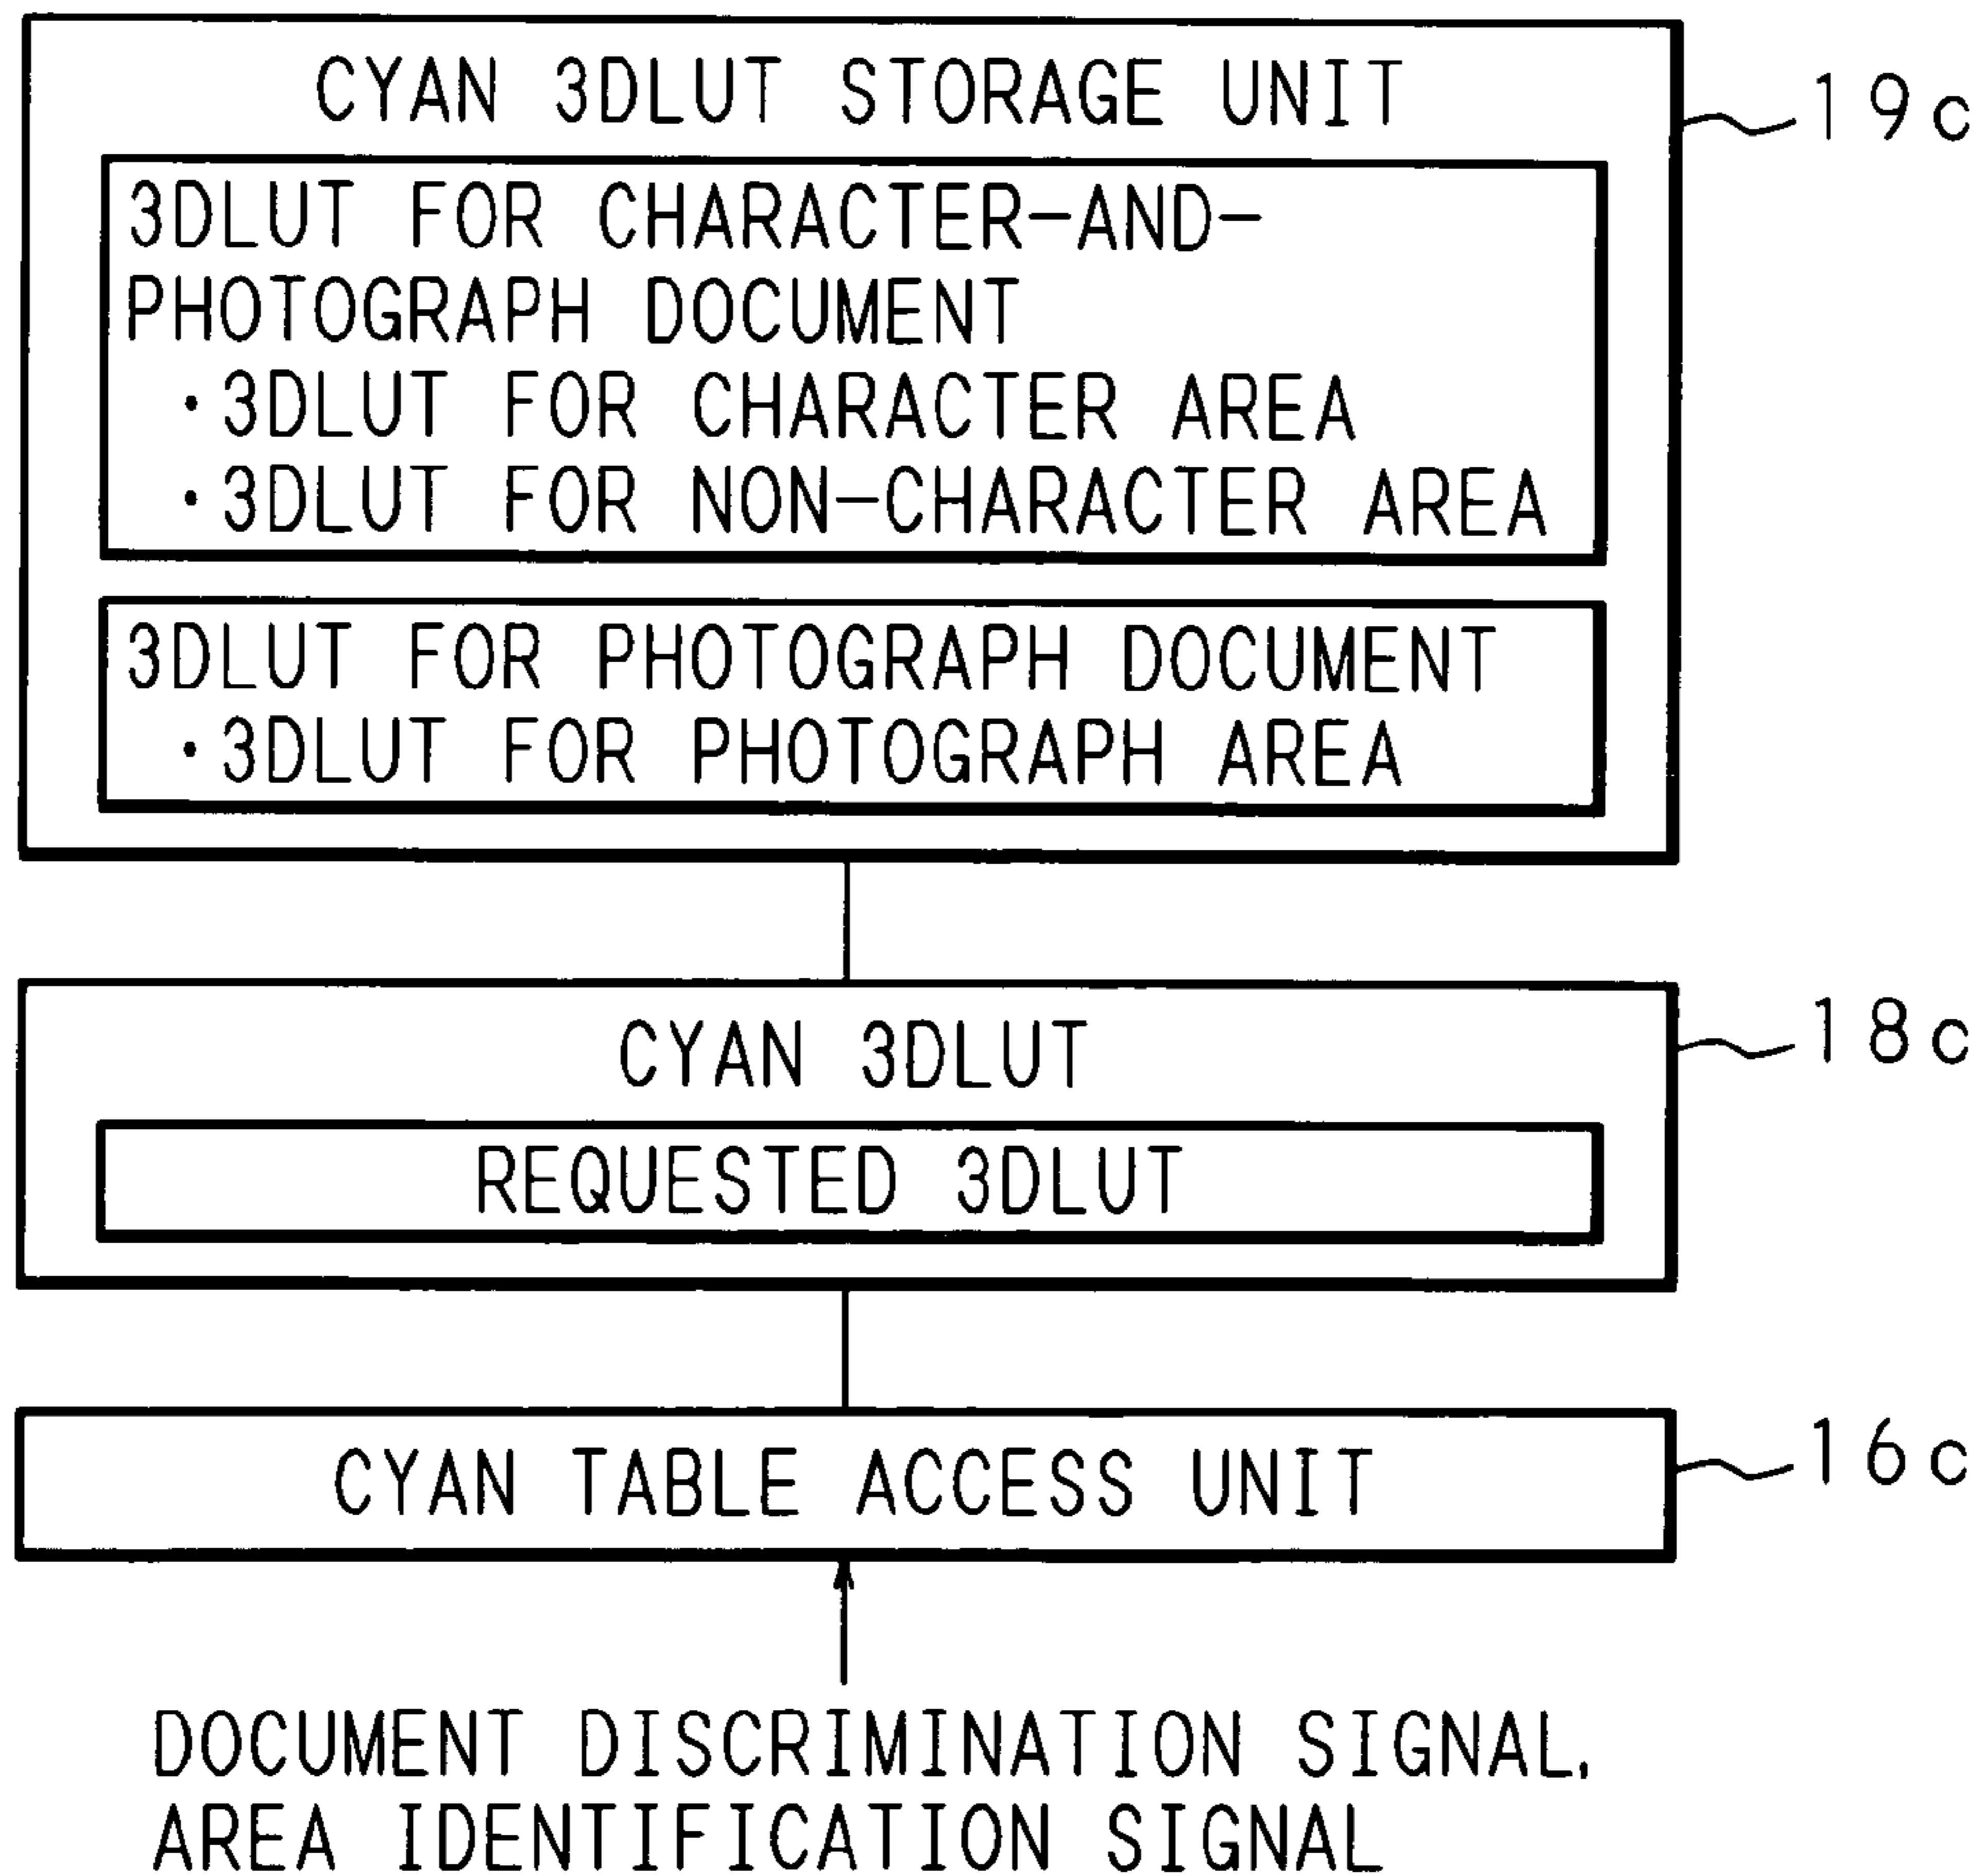 CYAN 3DLUT STORAGE UNIT
19c
3DLUT FOR CHARACTER-AND-
PHOTOGRAPH DOCUMENT
・3DLUT FOR CHARACTER AREA
・3DLUT FOR NON-CHARACTER AREA
3DLUT FOR PHOTOGRAPH DOCUMENT
・3DLUT FOR PHOTOGRAPH AREA
CYAN 3DLUT
18c
REQUESTED 3DLUT
CYAN TABLE ACCESS UNIT
16c
DOCUMENT DISCRIMINATION SIGNAL,
AREA IDENTIFICATION SIGNAL